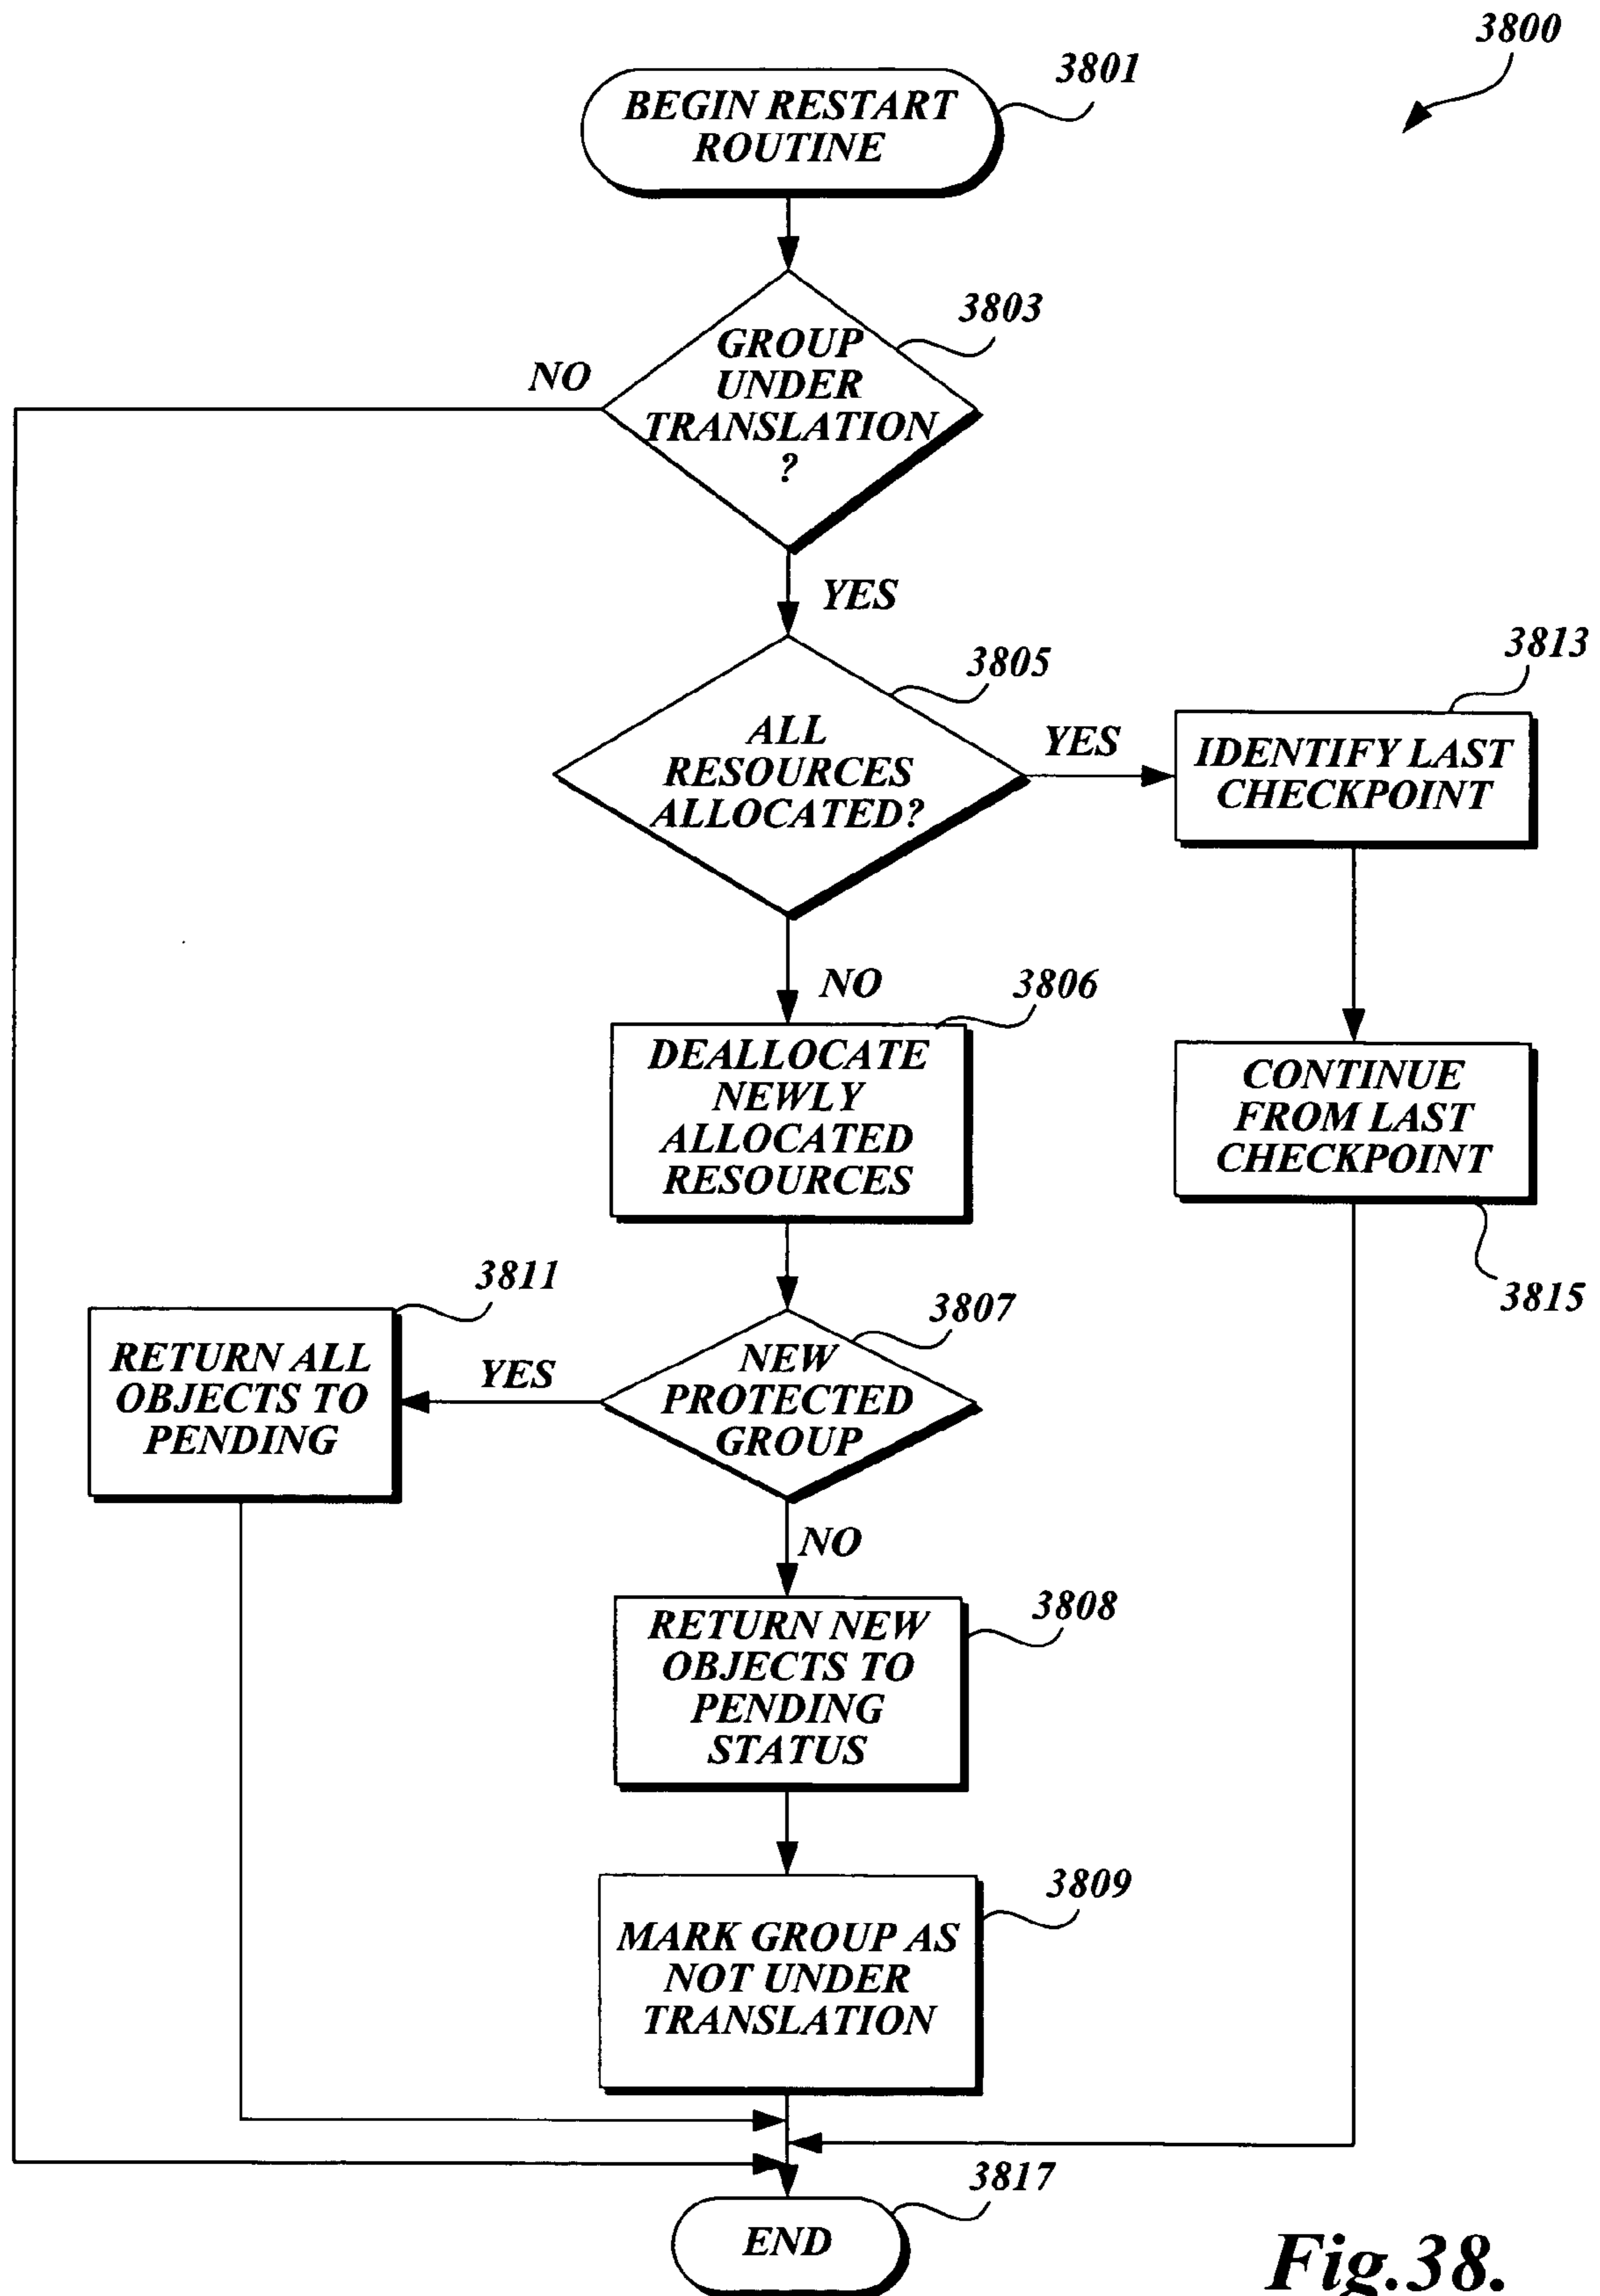 3800
3801
BEGIN RESTART
ROUTINE
3803
GROUP
UNDER
TRANSLATION
?
NO
YES
3805
ALL
RESOURCES
ALLOCATED?
YES
3813
IDENTIFY LAST
CHECKPOINT
NO
3806
DEALLOCATE
NEWLY
ALLOCATED
RESOURCES
CONTINUE
FROM LAST
CHECKPOINT
3815
3811
RETURN ALL
OBJECTS TO
PENDING
YES
3807
NEW
PROTECTED
GROUP
NO
3808
RETURN NEW
OBJECTS TO
PENDING
STATUS
3809
MARK GROUP AS
NOT UNDER
TRANSLATION
3817
END
Fig.38.